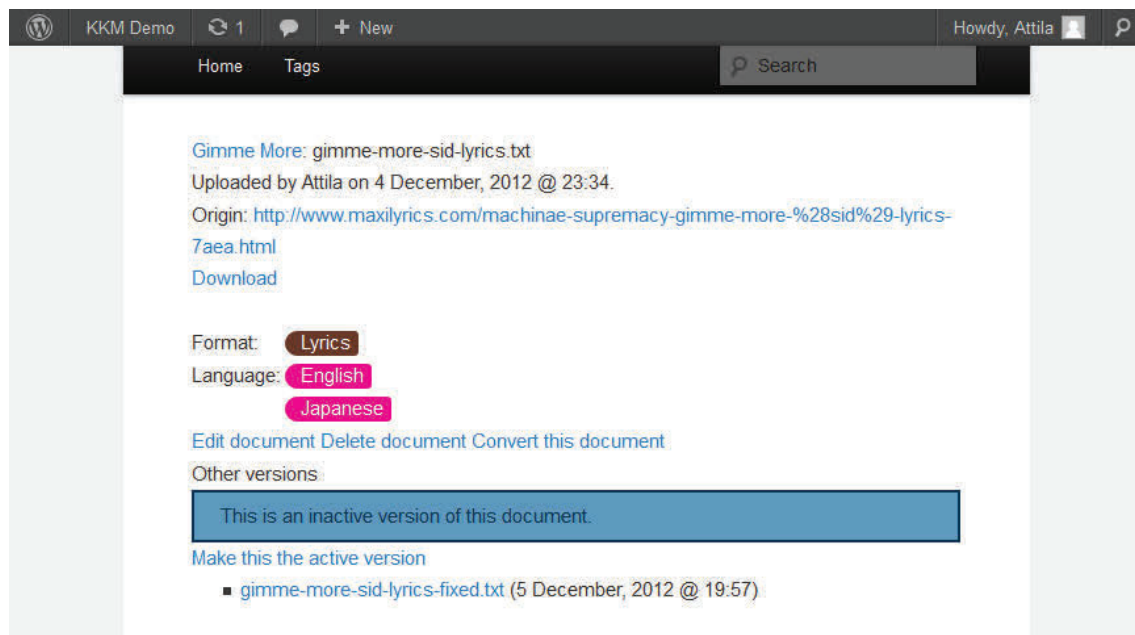 KKM Demo 1 + New Howdy, Attila
Home Tags Search
Gimme More: gimme-more-sid-lyrics.txt
Uploaded by Attila on 4 December, 2012 @ 23:34.
Origin: http://www.maxilyrics.com/machinae-supremacy-gimme-more-%28sid%29-lyrics-
7aea.html
Download
Format: Lyrics
Language: English
Japanese
Edit document Delete document Convert this document
Other versions
This is an inactive version of this document.
Make this the active version
gimme-more-sid-lyrics-fixed.txt (5 December, 2012 @ 19:57)